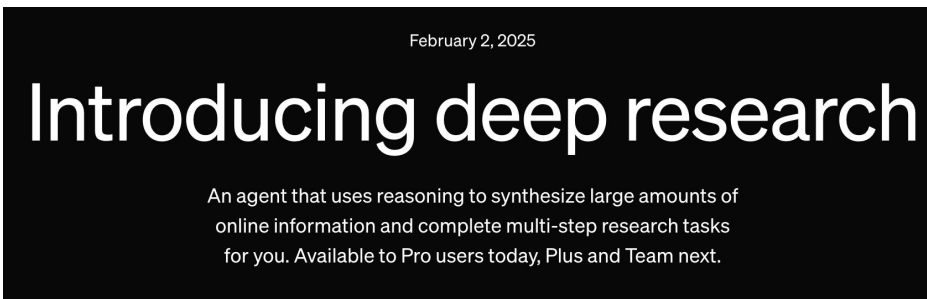 February 2, 2025
Introducing deep research
An agent that uses reasoning to synthesize large amounts of
online information and complete multi-step research tasks
for you. Available to Pro users today, Plus and Team next.